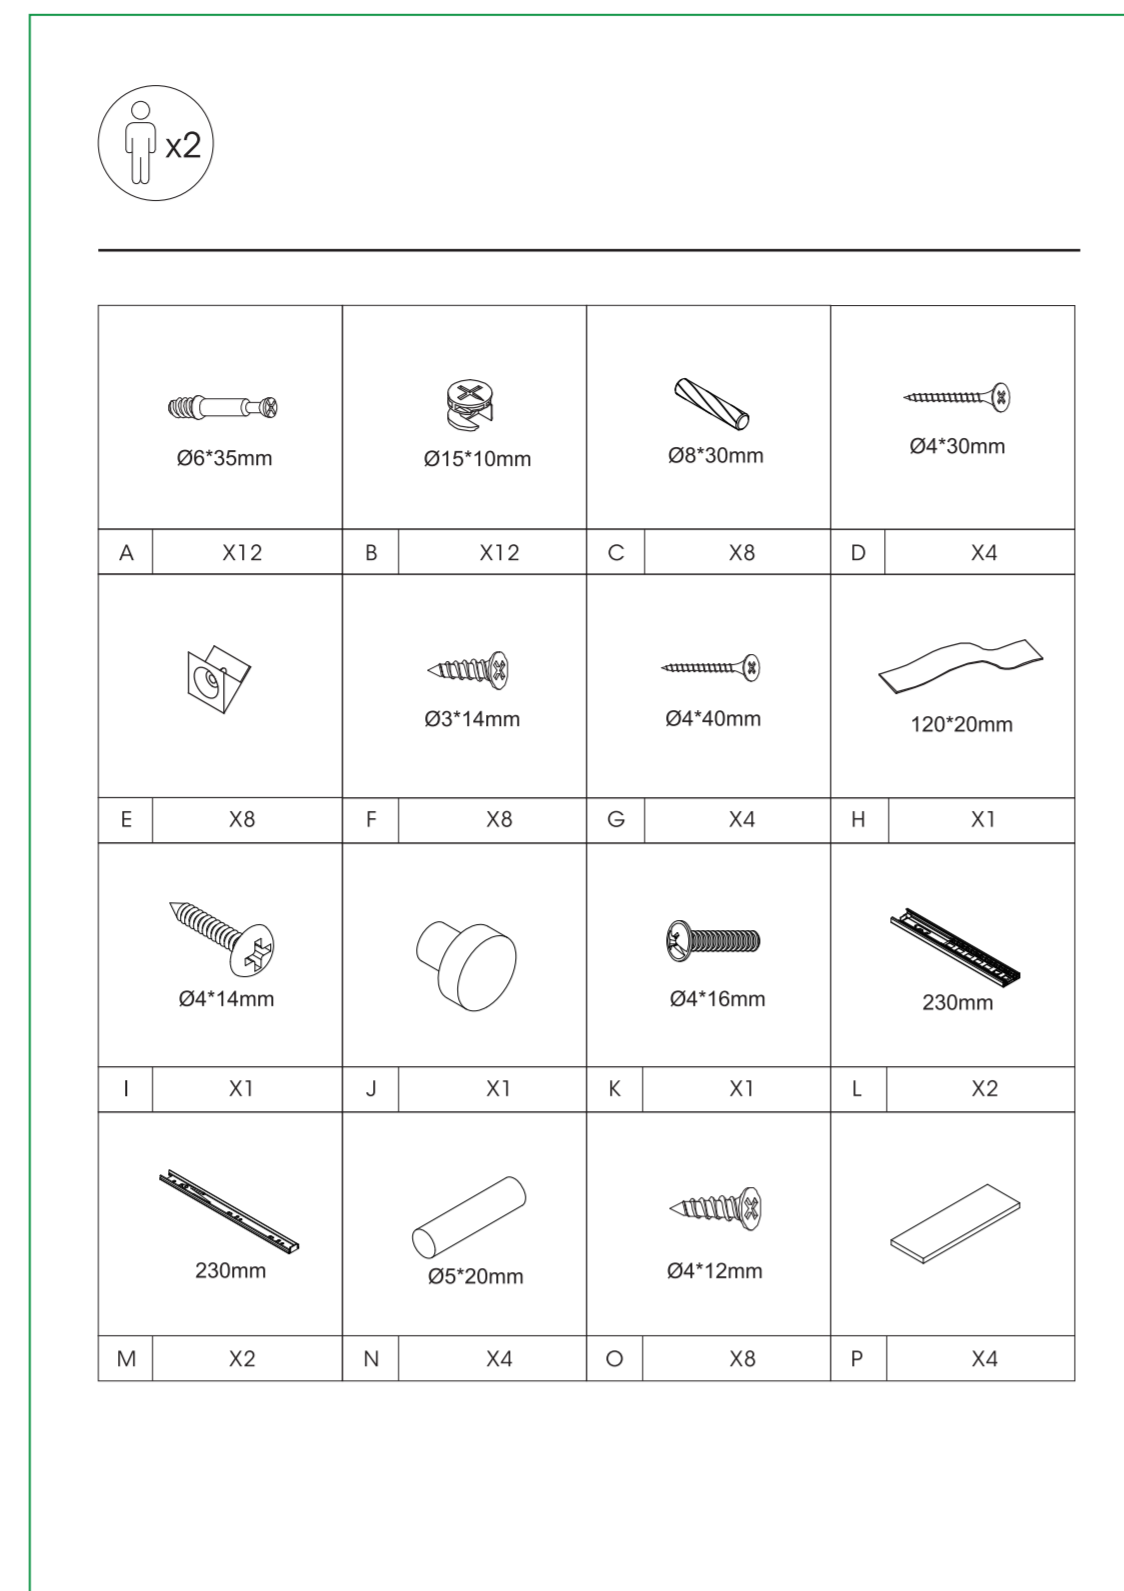 x2
Ø6*35mm Ø15*10mm Ø8*30mm Ø4*30mm
A X12 B X12 C X8 D X4
Ø3*14mm Ø4*40mm 120*20mm
E X8 F X8 G X4 H X1
Ø4*14mm Ø4*16mm 230mm
I X1 J X1 K X1 L X2
230mm Ø5*20mm Ø4*12mm
M X2 N X4 O X8 P X4